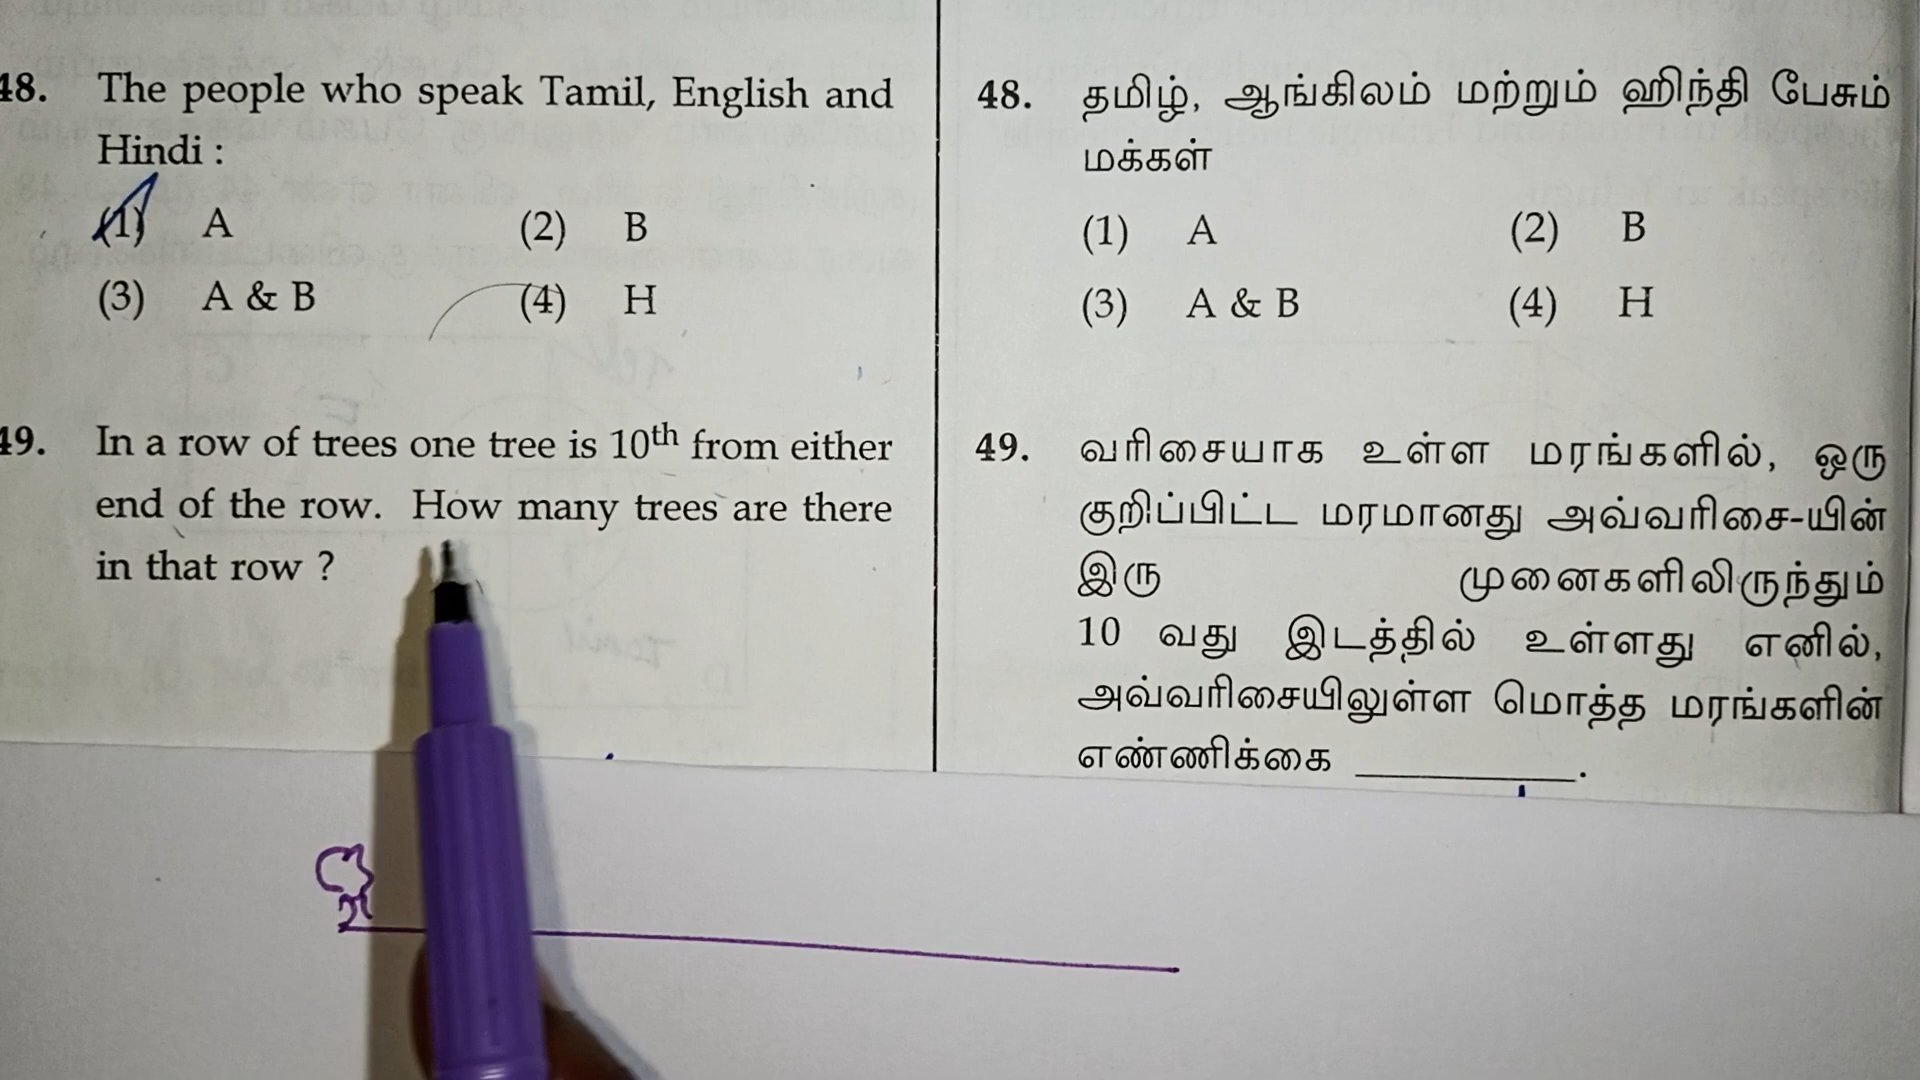 48. The people who speak Tamil, English and
Hindi :
(1) A (2) B
(3) A & B (4) H
49. In a row of trees one tree is 10th from either
end of the row. How many trees are there
in that row ?
48. தமிழ், ஆங்கிலம் மற்றும் ஹிந்தி பேசும்
மக்கள்
(1) A (2) B
(3) A & B (4) H
49. வரிசையாக உள்ள மரங்களில், ஒரு
குறிப்பிட்ட மரமானது அவ்வரிசை-யின்
இரு முனைகளிலிருந்தும்
10 வது இடத்தில் உள்ளது எனில்,
அவ்வரிசையிலுள்ள மொத்த மரங்களின்
எண்ணிக்கை ___________.